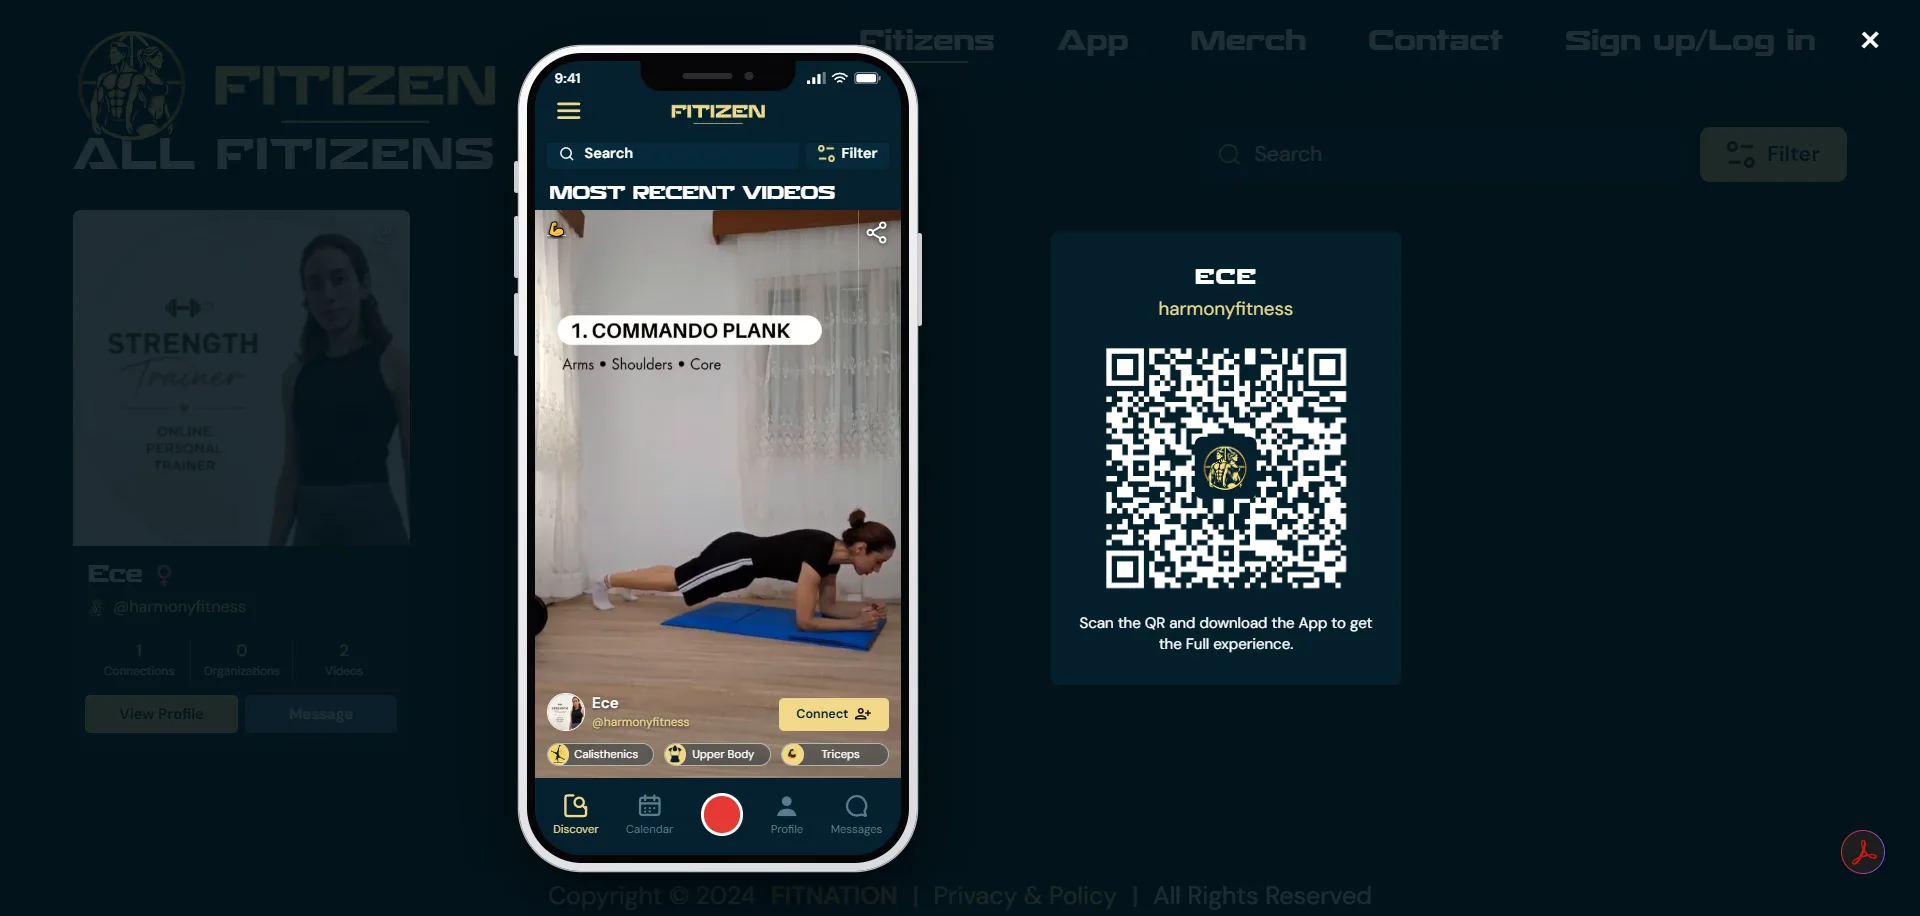 Fitizens
App
Merch
Contact
Sign up/Log in
FITIZEN
ALL FITIZENS
Search
Filter
STRENGTH
Trainer
ONLINE
PERSONAL
TRAINER
Ece
@harmonyfitness
1
0
2
Connections
Organizations
Videos
View Profile
Message
9:41
FITIZEN
Search
Filter
MOST RECENT VIDEOS
1. COMMANDO PLANK
Arms • Shoulders • Core
Ece
@harmonyfitness
Connect
Calisthenics
Upper Body
Triceps
Discover
Calendar
Profile
Messages
ECE
harmonyfitness
Scan the QR and download the App to get
the Full experience.
Copyright © 2024 FITNATION | Privacy & Policy | All Rights Reserved